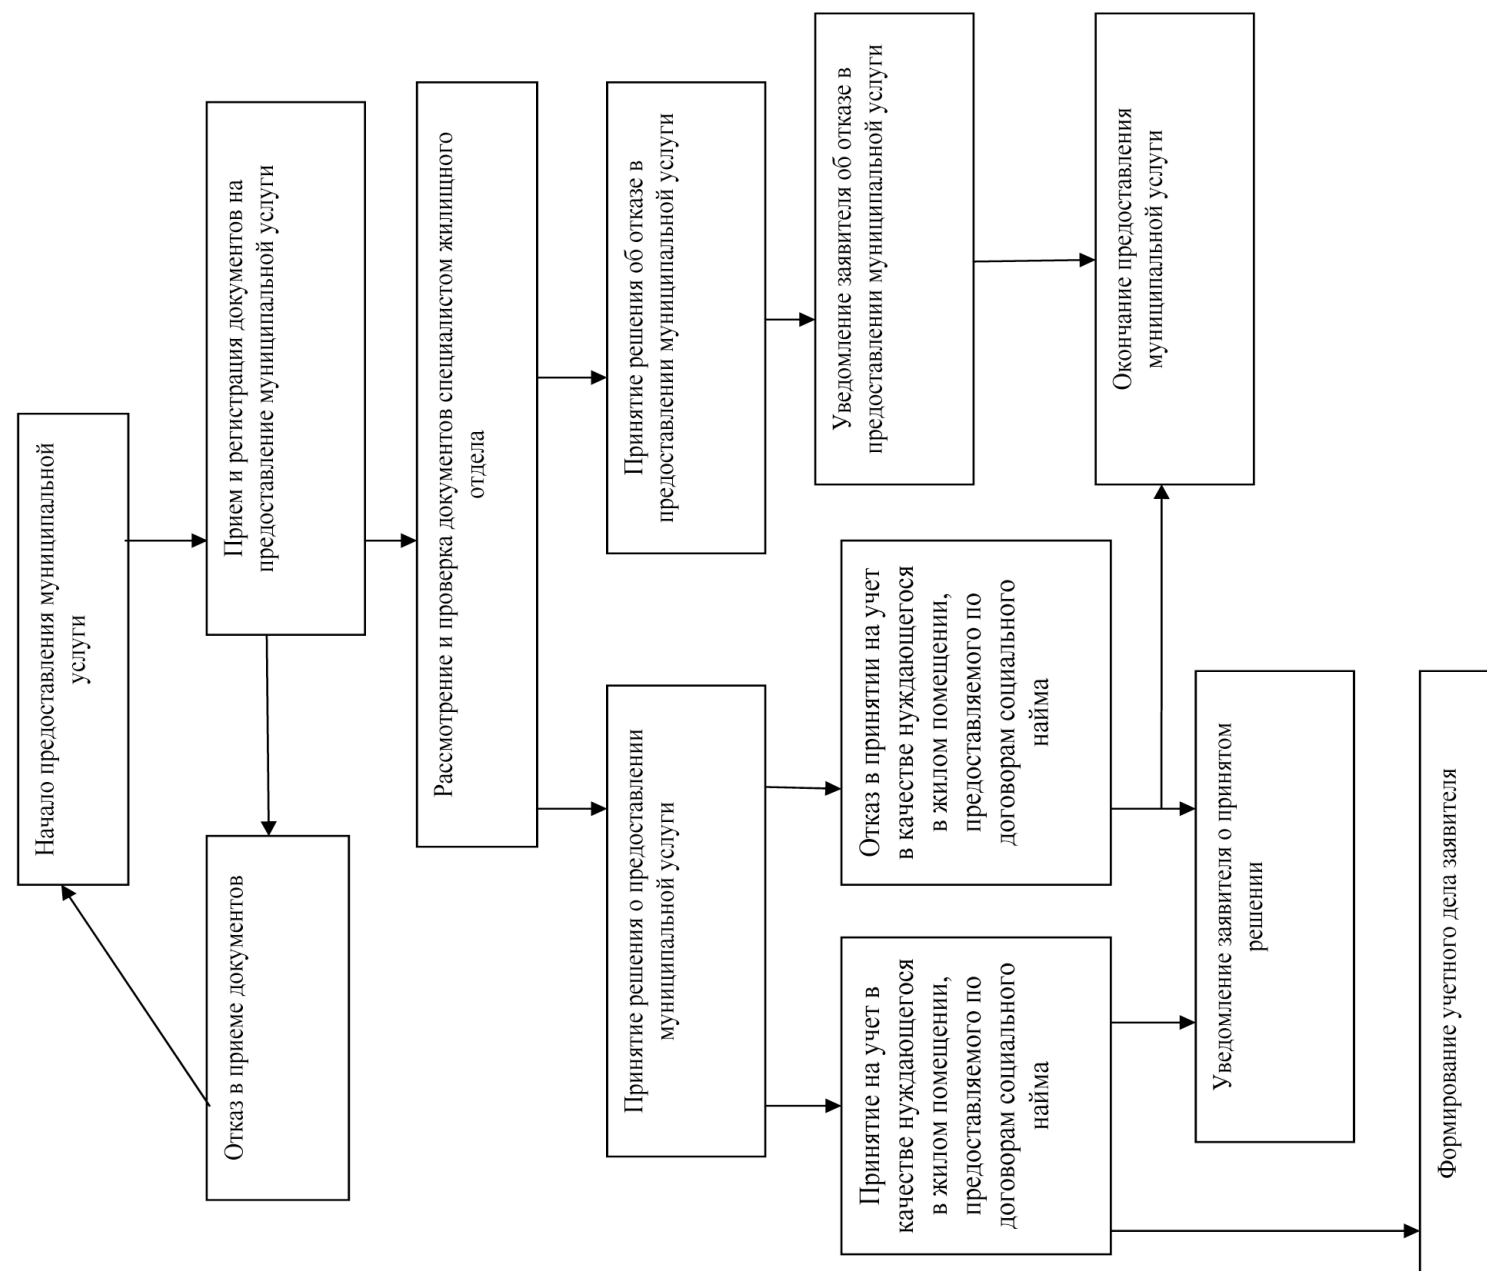 Начало предоставления муниципальной
услуги
Отказ в приеме документов
Прием и регистрация документов на
предоставление муниципальной услуги
Рассмотрение и проверка документов специалистом жилищного
отдела
Принятие решения о предоставлении
муниципальной услуги
Принятие решения об отказе в
предоставлении муниципальной услуги
Принятие на учет в
качестве нуждающегося
в жилом помещении,
предоставляемого по
договорам социального
найма
Отказ в принятии на учет
в качестве нуждающегося
в жилом помещении,
предоставляемого по
договорам социального
найма
Уведомление заявителя об отказе в
предоставлении муниципальной услуги
Уведомление заявителя о принятом
решении
Окончание предоставления
муниципальной услуги
Формирование учетного дела заявителя